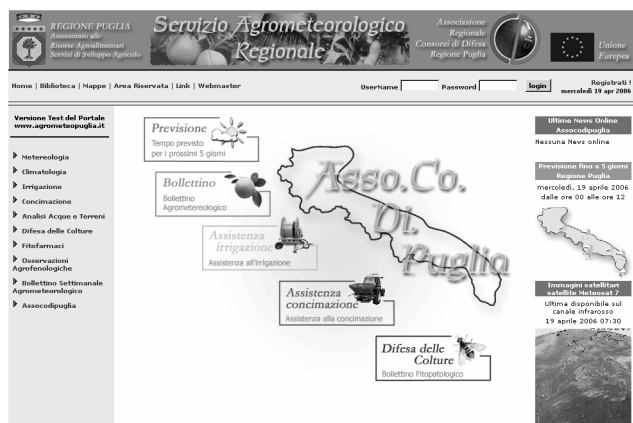 REGIONE PUGLIA
Assessorato alle
Risorse Agroalimentari
Servizi di Sviluppo Agricolo
Servizio Agrometeorologico
Regionale
Associazione
Regionale
Consorzi di Difesa
Regione Puglia
Unione
Europea
Home | Biblioteca | Mappe | Area Riservata | Link | Webmaster
UserName
Password
login
Registrati !
mercoledì 19 apr 2006
Versione Test del Portale
www.agrometeopuglia.it
Metereologia
Climatologia
Irrigazione
Concimazione
Analisi Acque e Terreni
Difesa delle Colture
Fitofarmaci
Osservazioni
Agrofenologiche
Bollettino Settimanale
Agrometeorologico
Assocodipuglia
Previsione
Tempo previsto
per i prossimi 5 giorni
Bollettino
Bollettino
Agrometereologico
Assistenza
irrigazione
Assistenza all'irrigazione
Assistenza
concimazione
Assistenza alla concimazione
Difesa delle
Colture
Bollettino Fitopatologico
Asso.Co.
Di.
Puglia
Ultime News Online
Assocodipuglia
Nessuna News online
Previsione fino a 5 giorni
Regione Puglia
mercoledi, 19 aprile 2006
dalle ore 00 alle ore 12
Immagini satellitari
satellite Meteosat 7
Ultima disponibile sul
canale infrarosso
19 aprile 2006 07:30